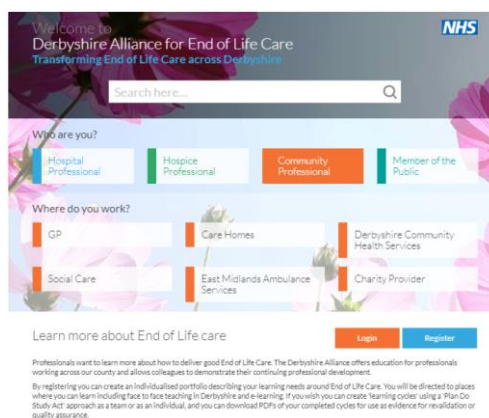 Welcome to
NHS
Derbyshire Alliance for End of Life Care
Transforming End of Life Care across Derbyshire
Search here...
Who are you?
Hospital Professional
Hospice Professional
Community Professional
Member of the Public
Where do you work?
GP
Care Homes
Derbyshire Community Health Services
Social Care
East Midlands Ambulance Services
Charity Provider
Learn more about End of Life care
Login
Register
Professionals want to learn more about how to deliver good End of Life Care. The Derbyshire Alliance offers education for professionals
working across our county and allows colleagues to demonstrate their continuing professional development.
By registering you can create an individualised portfolio describing your learning needs around End of Life Care. You will be directed to places
where you can learn including face to face teaching in Derbyshire and e-learning. If you wish you can create 'learning cycles' using a 'Plan Do
Study Act' approach as a team or as an individual, and you can download PDFs of your completed cycles for use as evidence for revalidation or
quality assurance.